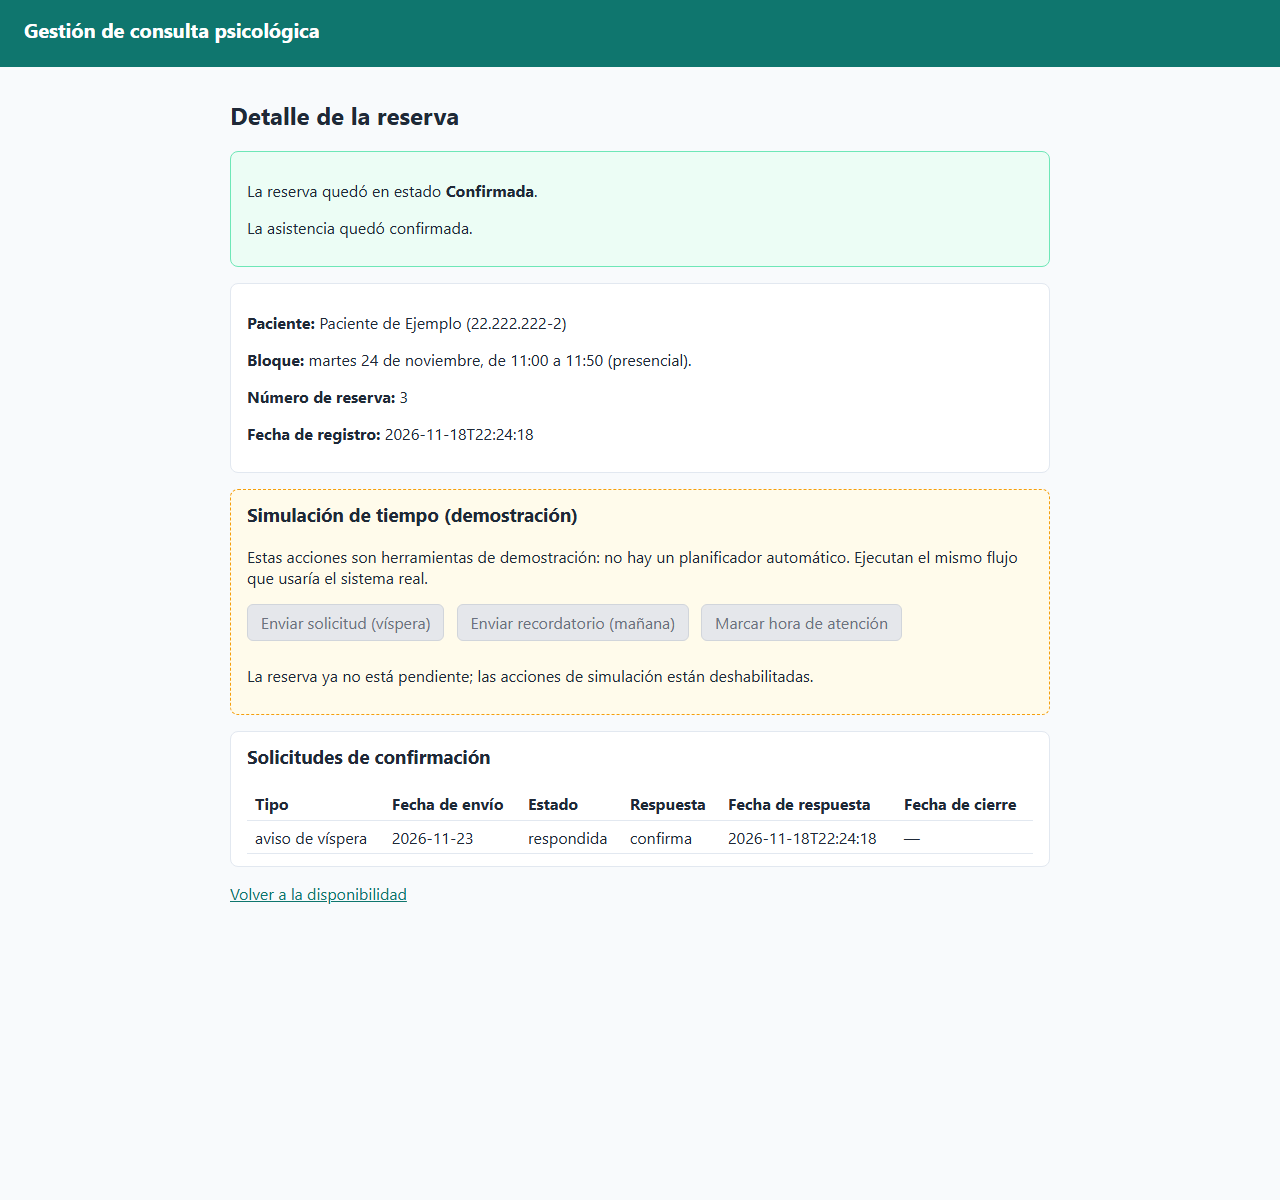 Gestión de consulta psicológica
Detalle de la reserva
La reserva quedó en estado Confirmada.
La asistencia quedó confirmada.
Paciente: Paciente de Ejemplo (22.222.222-2)
Bloque: martes 24 de noviembre, de 11:00 a 11:50 (presencial).
Número de reserva: 3
Fecha de registro: 2026-11-18T22:24:18
Simulación de tiempo (demostración)
Estas acciones son herramientas de demostración: no hay un planificador automático. Ejecutan el mismo flujo
que usaría el sistema real.
Enviar solicitud (víspera) Enviar recordatorio (mañana) Marcar hora de atención
La reserva ya no está pendiente; las acciones de simulación están deshabilitadas.
Solicitudes de confirmación
Tipo Fecha de envío Estado Respuesta Fecha de respuesta Fecha de cierre
aviso de víspera 2026-11-23 respondida confirma 2026-11-18T22:24:18 —
Volver a la disponibilidad